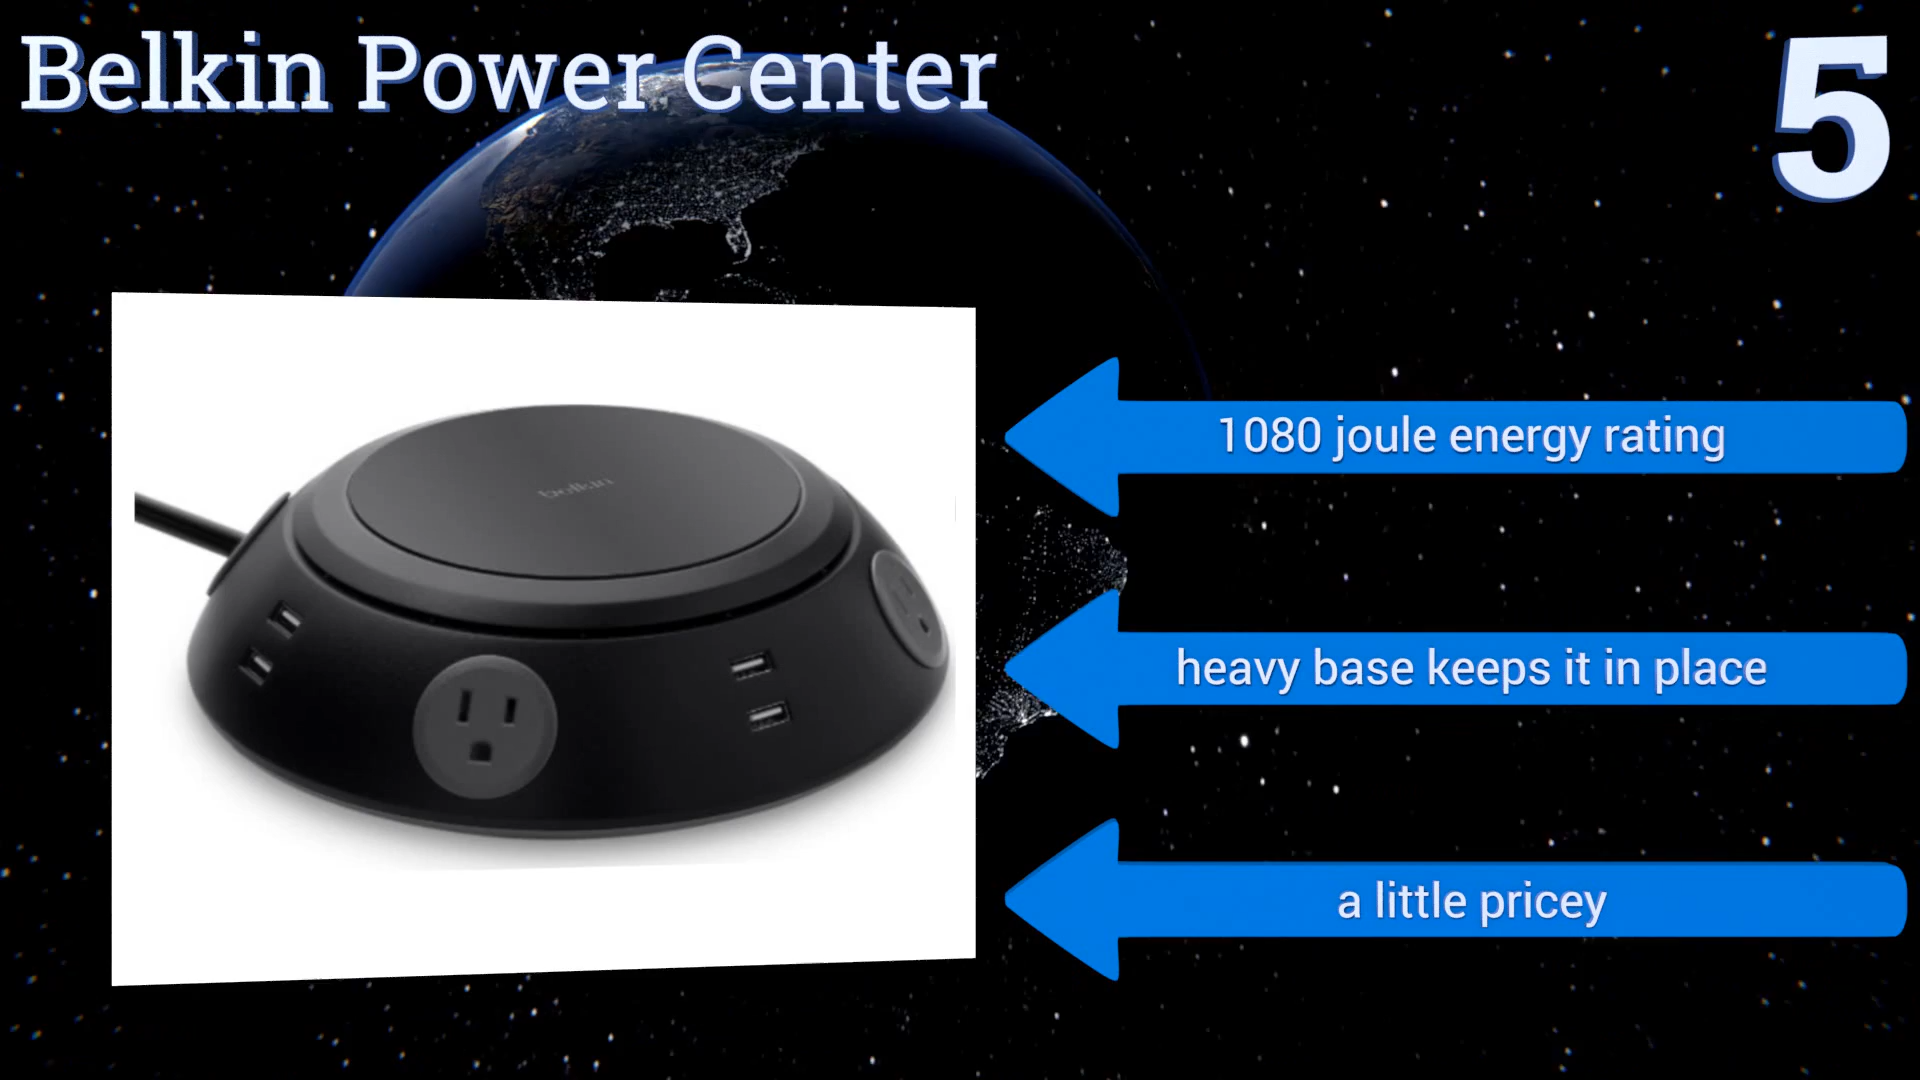 Belkin Power Center
5
belkin
1080 joule energy rating
heavy base keeps it in place
a little pricey